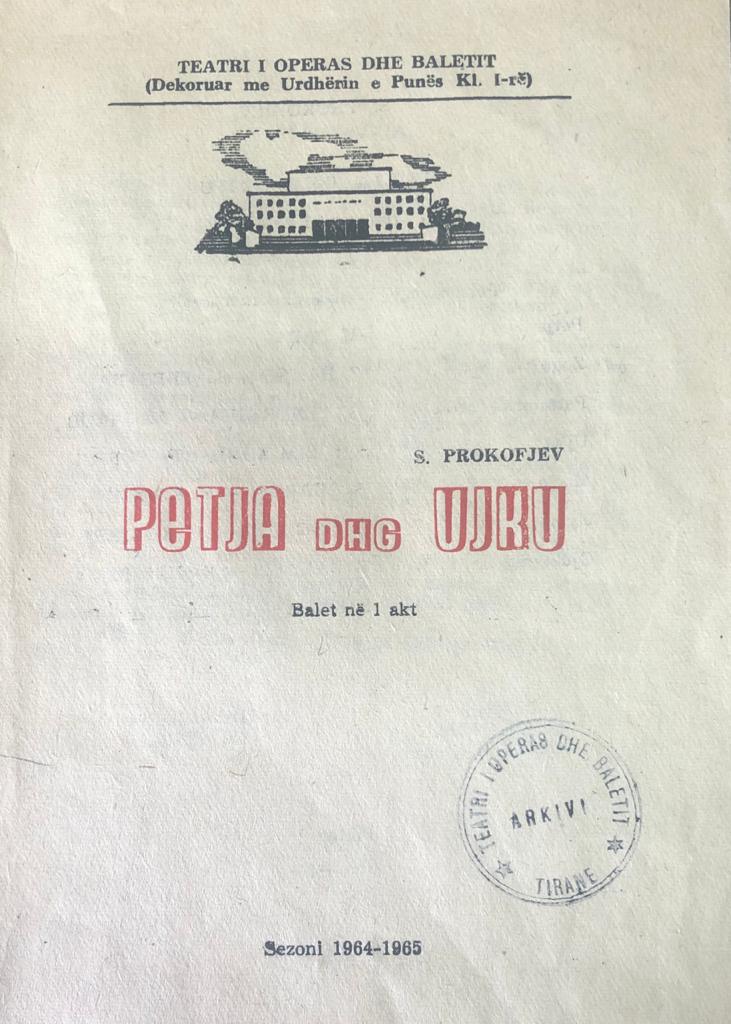 TEATRI I OPERAS DHE BALETIT
(Dekoruar me Urdhërin e Punës Kl. I-rë)
S. PROKOFJEV
PETJA DHE UJKU
Balet në 1 akt
TEATRI I OPERAS DHE BALETIT
ARKIVI
TIRANE
Sezoni 1964-1965